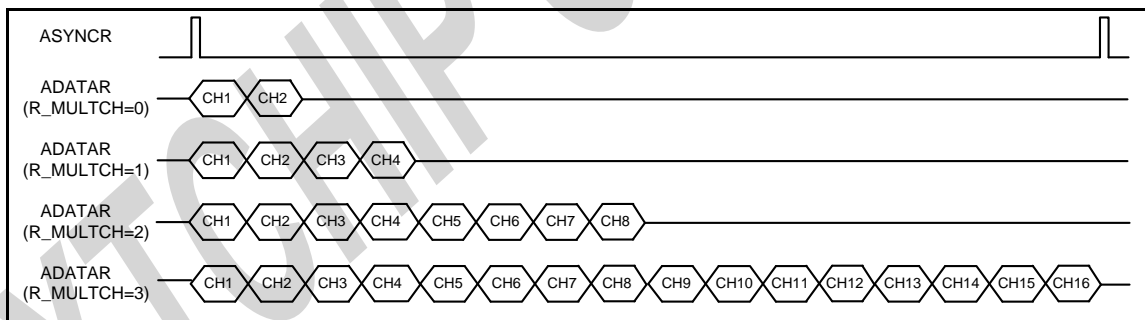 ASYNCR
ADATAR
(R_MULTCH=0)
CH1 CH2
ADATAR
(R_MULTCH=1)
CH1 CH2 CH3 CH4
ADATAR
(R_MULTCH=2)
CH1 CH2 CH3 CH4 CH5 CH6 CH7 CH8
ADATAR
(R_MULTCH=3)
CH1 CH2 CH3 CH4 CH5 CH6 CH7 CH8 CH9 CH10 CH11 CH12 CH13 CH14 CH15 CH16